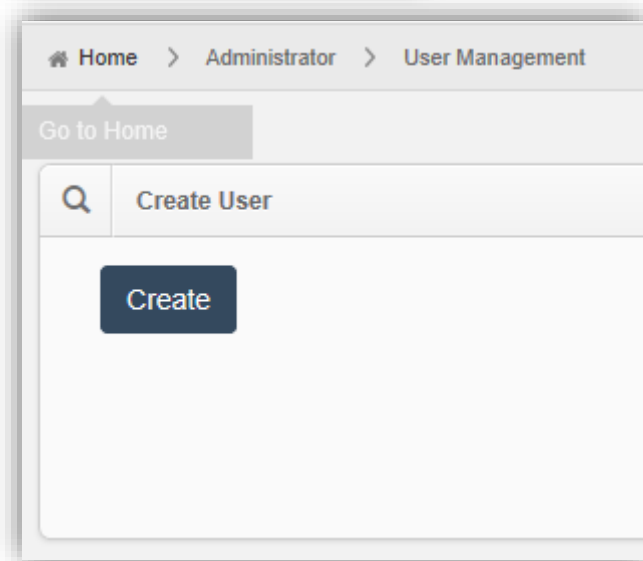 Home > Administrator > User Management
Go to Home
Create User
Create